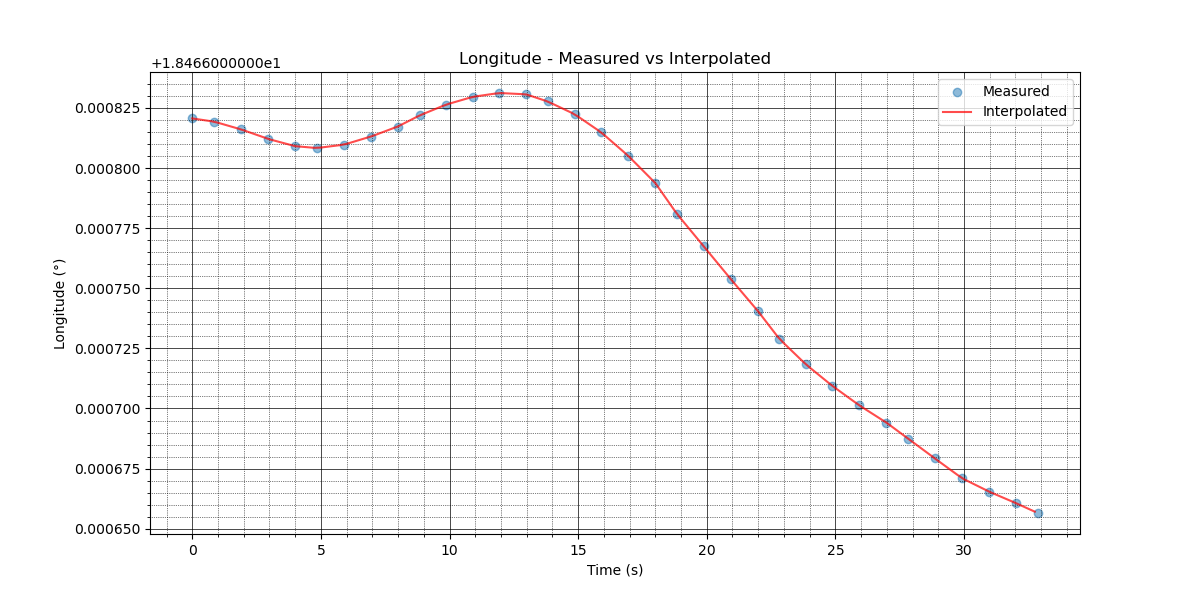 Longitude - Measured vs Interpolated
+1.8466000000e1
Measured
Interpolated
0.000825
0.000800
0.000775
0.000750
0.000725
0.000700
0.000675
0.000650
Longitude (°)
0 5 10 15 20 25 30
Time (s)